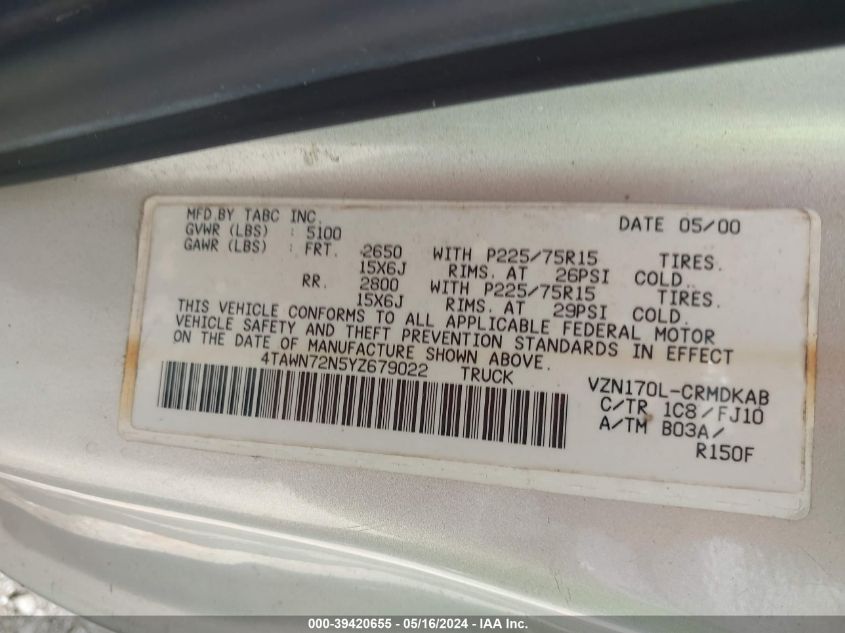 MFD.BY TABC INC. DATE 05/00
GVWR (LBS) : 5100
GAWR (LBS) : FRT. 2650 WITH P225/75R15 TIRES.
15X6J RIMS. AT 26PSI COLD.
RR. 2800 WITH P225/75R15 TIRES.
15X6J RIMS. AT 29PSI COLD.
THIS VEHICLE CONFORMS TO ALL APPLICABLE FEDERAL MOTOR
VEHICLE SAFETY AND THEFT PREVENTION STANDARDS IN EFFECT
ON THE DATE OF MANUFACTURE SHOWN ABOVE.
4TAWN72N5YZ679022 TRUCK
VZN170L-CRMDKAB
C/TR 1C8/FJ10
A/TM B03A/
R150F
000-39420655 - 05/16/2024 - IAA Inc.